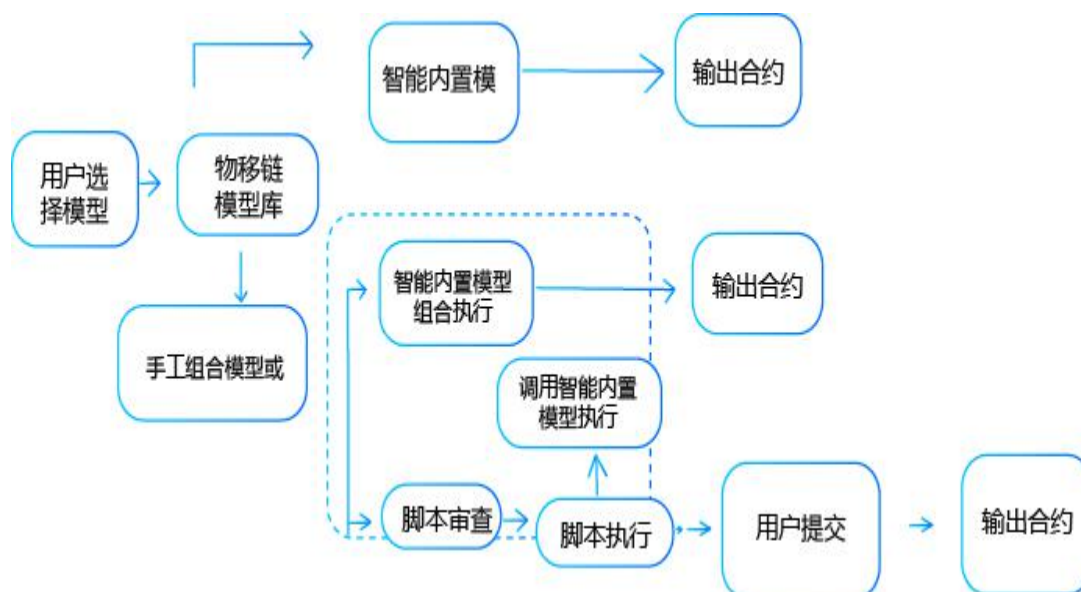 智能内置模
输出合约
用户选
择模型
物移链
模型库
智能内置模型
组合执行
输出合约
手工组合模型或
调用智能内置
模型执行
脚本审查
脚本执行
用户提交
输出合约